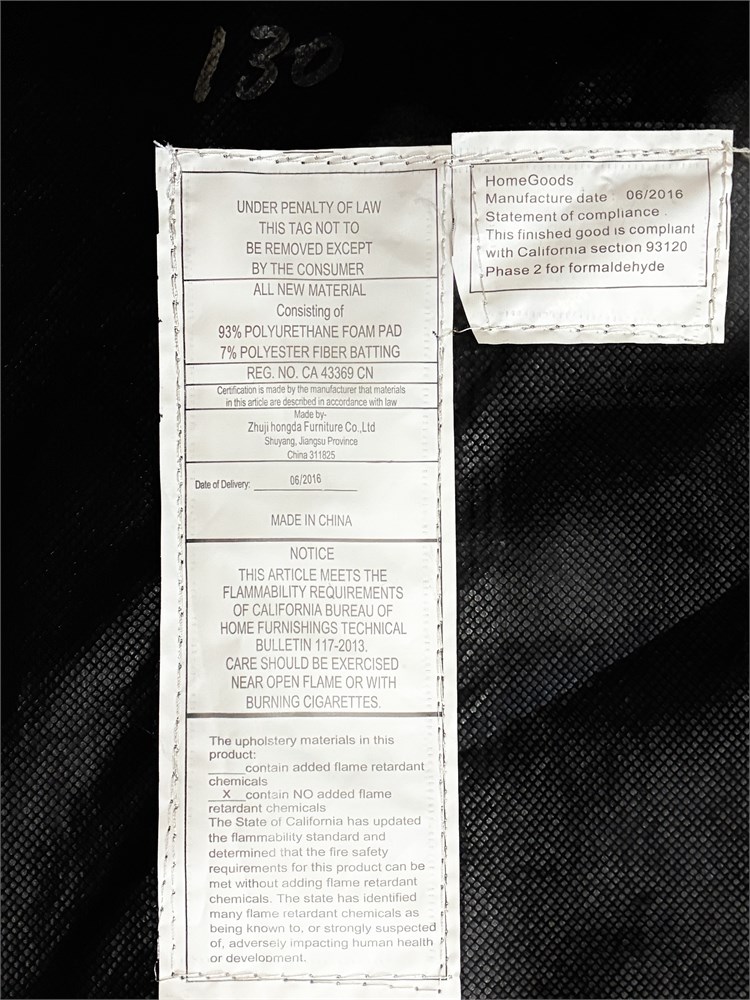 130
UNDER PENALTY OF LAW
THIS TAG NOT TO
BE REMOVED EXCEPT
BY THE CONSUMER
ALL NEW MATERIAL
Consisting of
93% POLYURETHANE FOAM PAD
7% POLYESTER FIBER BATTING
REG. NO. CA 43369 CN
Certification is made by the manufacturer that materials
in this article are described in accordance with law
Made by-
Zhuji hongda Furniture Co.,Ltd
Shuyang, Jiangsu Province
China 311825
Date of Delivery: 06/2016
MADE IN CHINA
NOTICE
THIS ARTICLE MEETS THE
FLAMMABILITY REQUIREMENTS
OF CALIFORNIA BUREAU OF
HOME FURNISHINGS TECHNICAL
BULLETIN 117-2013.
CARE SHOULD BE EXERCISED
NEAR OPEN FLAME OR WITH
BURNING CIGARETTES.
The upholstery materials in this
product:
____contain added flame retardant
chemicals
__X__contain NO added flame
retardant chemicals
The State of California has updated
the flammability standard and
determined that the fire safety
requirements for this product can be
met without adding flame retardant
chemicals. The state has identified
many flame retardant chemicals as
being known to, or strongly suspected
of, adversely impacting human health
or development.
HomeGoods
Manufacture date 06/2016
Statement of compliance
This finished good is compliant
with California section 93120
Phase 2 for formaldehyde